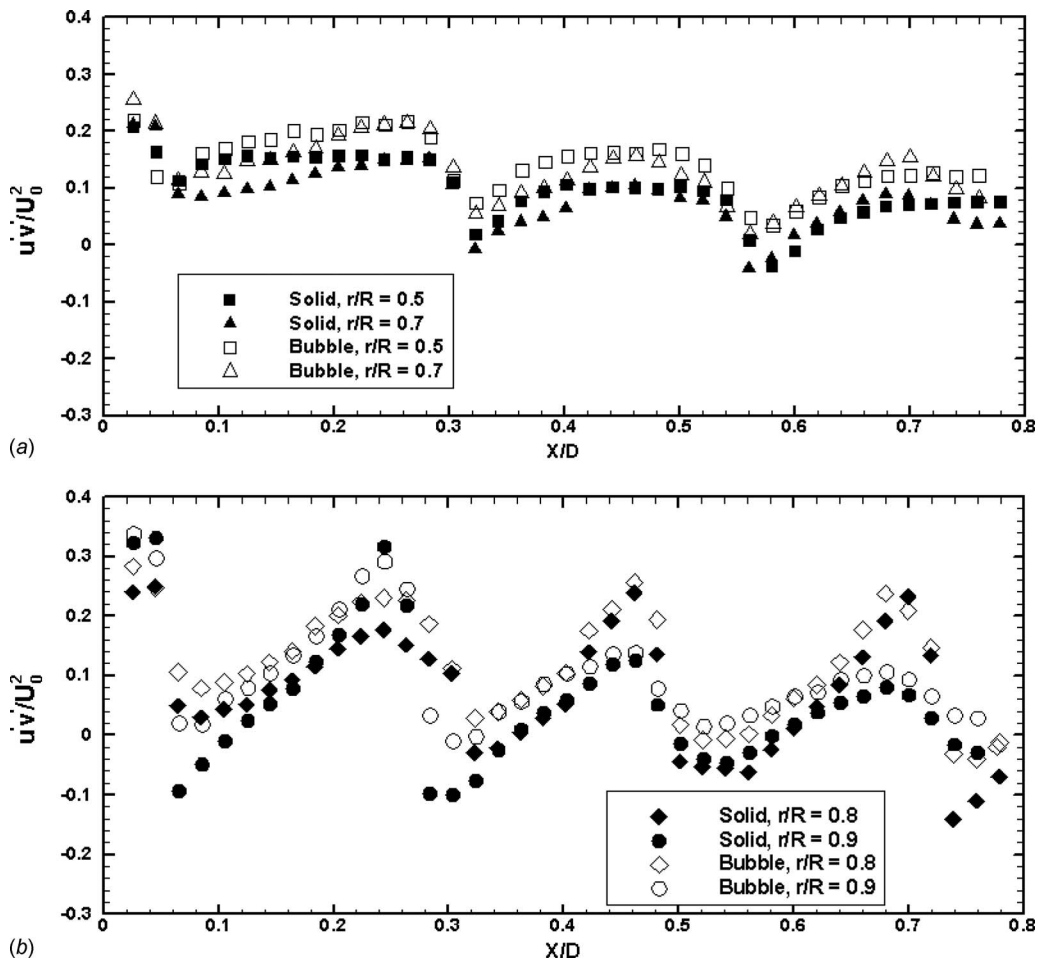 (a)
0.4
0.3
0.2
0.1
0
-0.1
-0.2
-0.3
u'v'/U₀²
0 0.1 0.2 0.3 0.4 0.5 0.6 0.7 0.8
X/D
Solid, r/R = 0.5
Solid, r/R = 0.7
Bubble, r/R = 0.5
Bubble, r/R = 0.7
(b)
0.4
0.3
0.2
0.1
0
-0.1
-0.2
-0.3
u'v'/U₀²
0 0.1 0.2 0.3 0.4 0.5 0.6 0.7 0.8
X/D
Solid, r/R = 0.8
Solid, r/R = 0.9
Bubble, r/R = 0.8
Bubble, r/R = 0.9